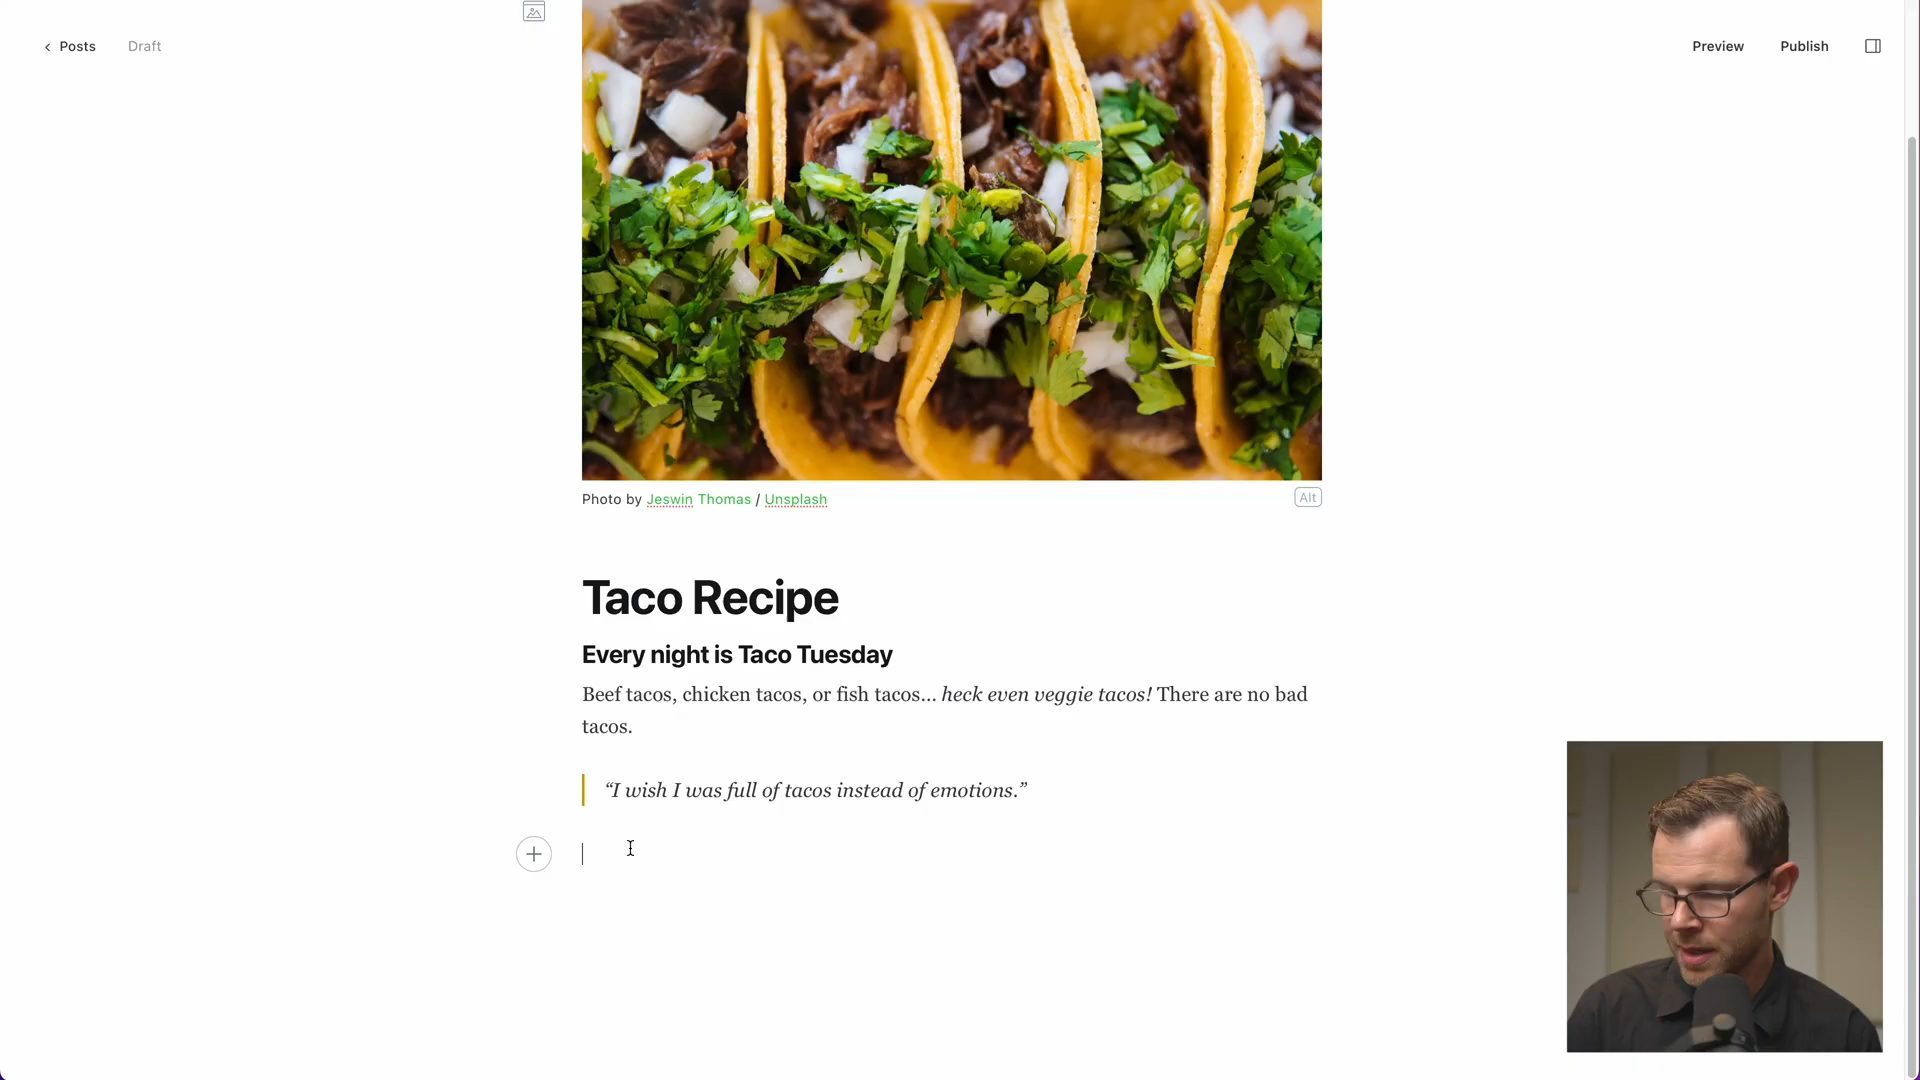 Posts
Draft
Preview
Publish
Photo by Jeswin Thomas / Unsplash
Alt
Taco Recipe
Every night is Taco Tuesday
Beef tacos, chicken tacos, or fish tacos... heck even veggie tacos! There are no bad
tacos.
“I wish I was full of tacos instead of emotions.”